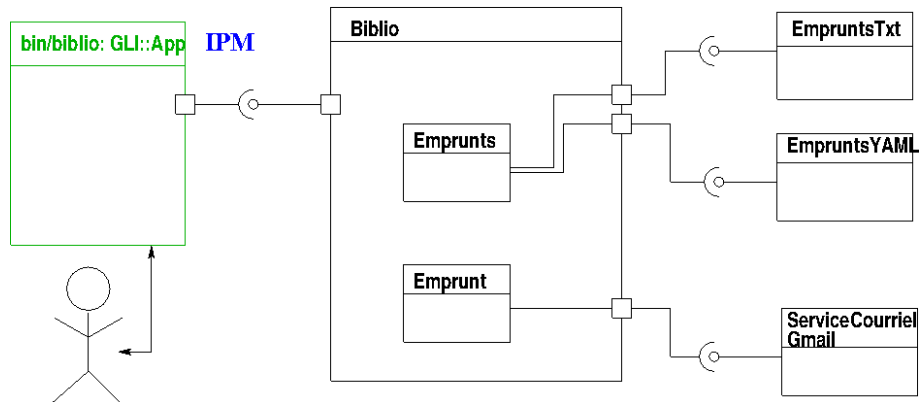 bin/biblio: GLI::App
IPM
Biblio
Emprunts
Emprunt
EmpruntsTxt
EmpruntsYAML
ServiceCourriel
Gmail